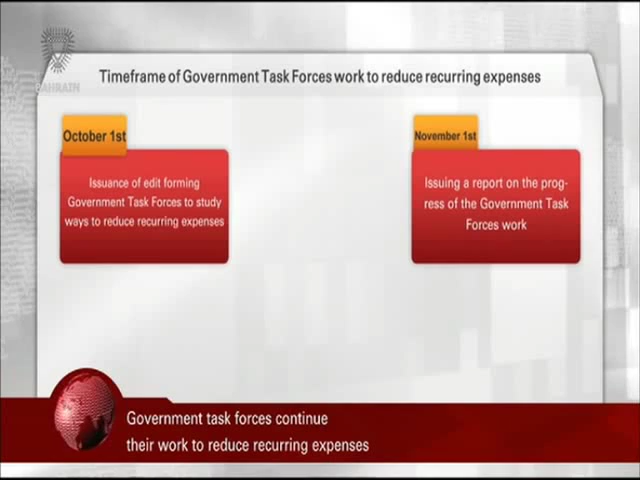 BAHRAIN
Timeframe of Government Task Forces work to reduce recurring expenses
October 1st
Issuance of edit forming
Government Task Forces to study
ways to reduce recurring expenses
November 1st
Issuing a report on the prog-
ress of the Government Task
Forces work
Government task forces continue
their work to reduce recurring expenses